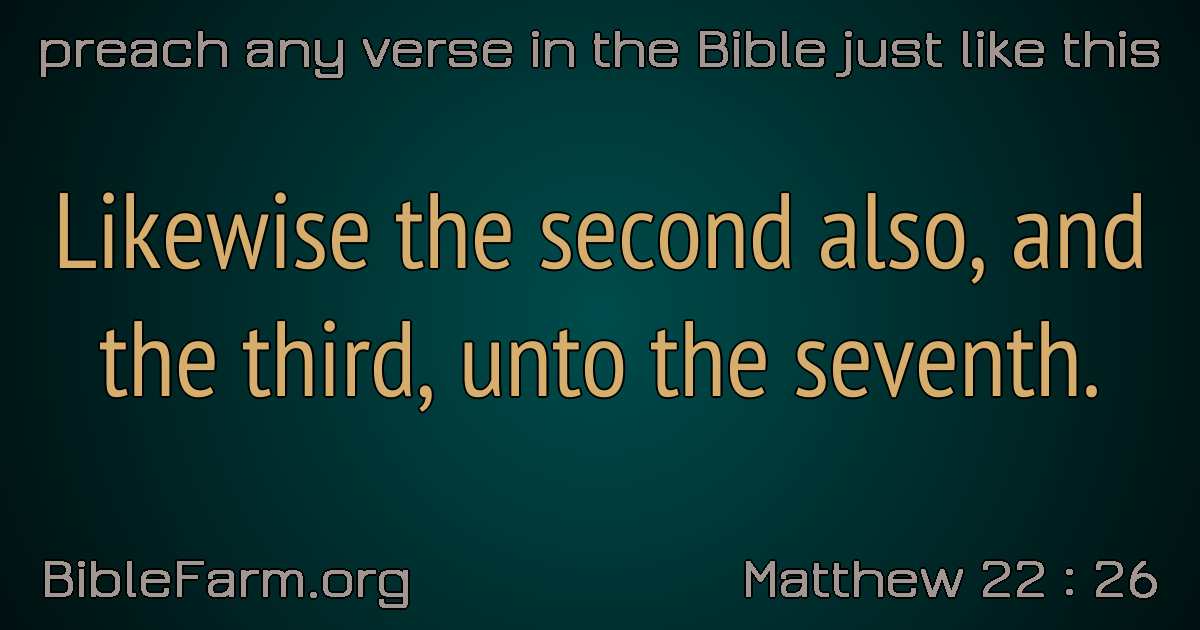 preach any verse in the Bible just like this
Likewise the second also, and
the third, unto the seventh.
BibleFarm.org
Matthew 22 : 26